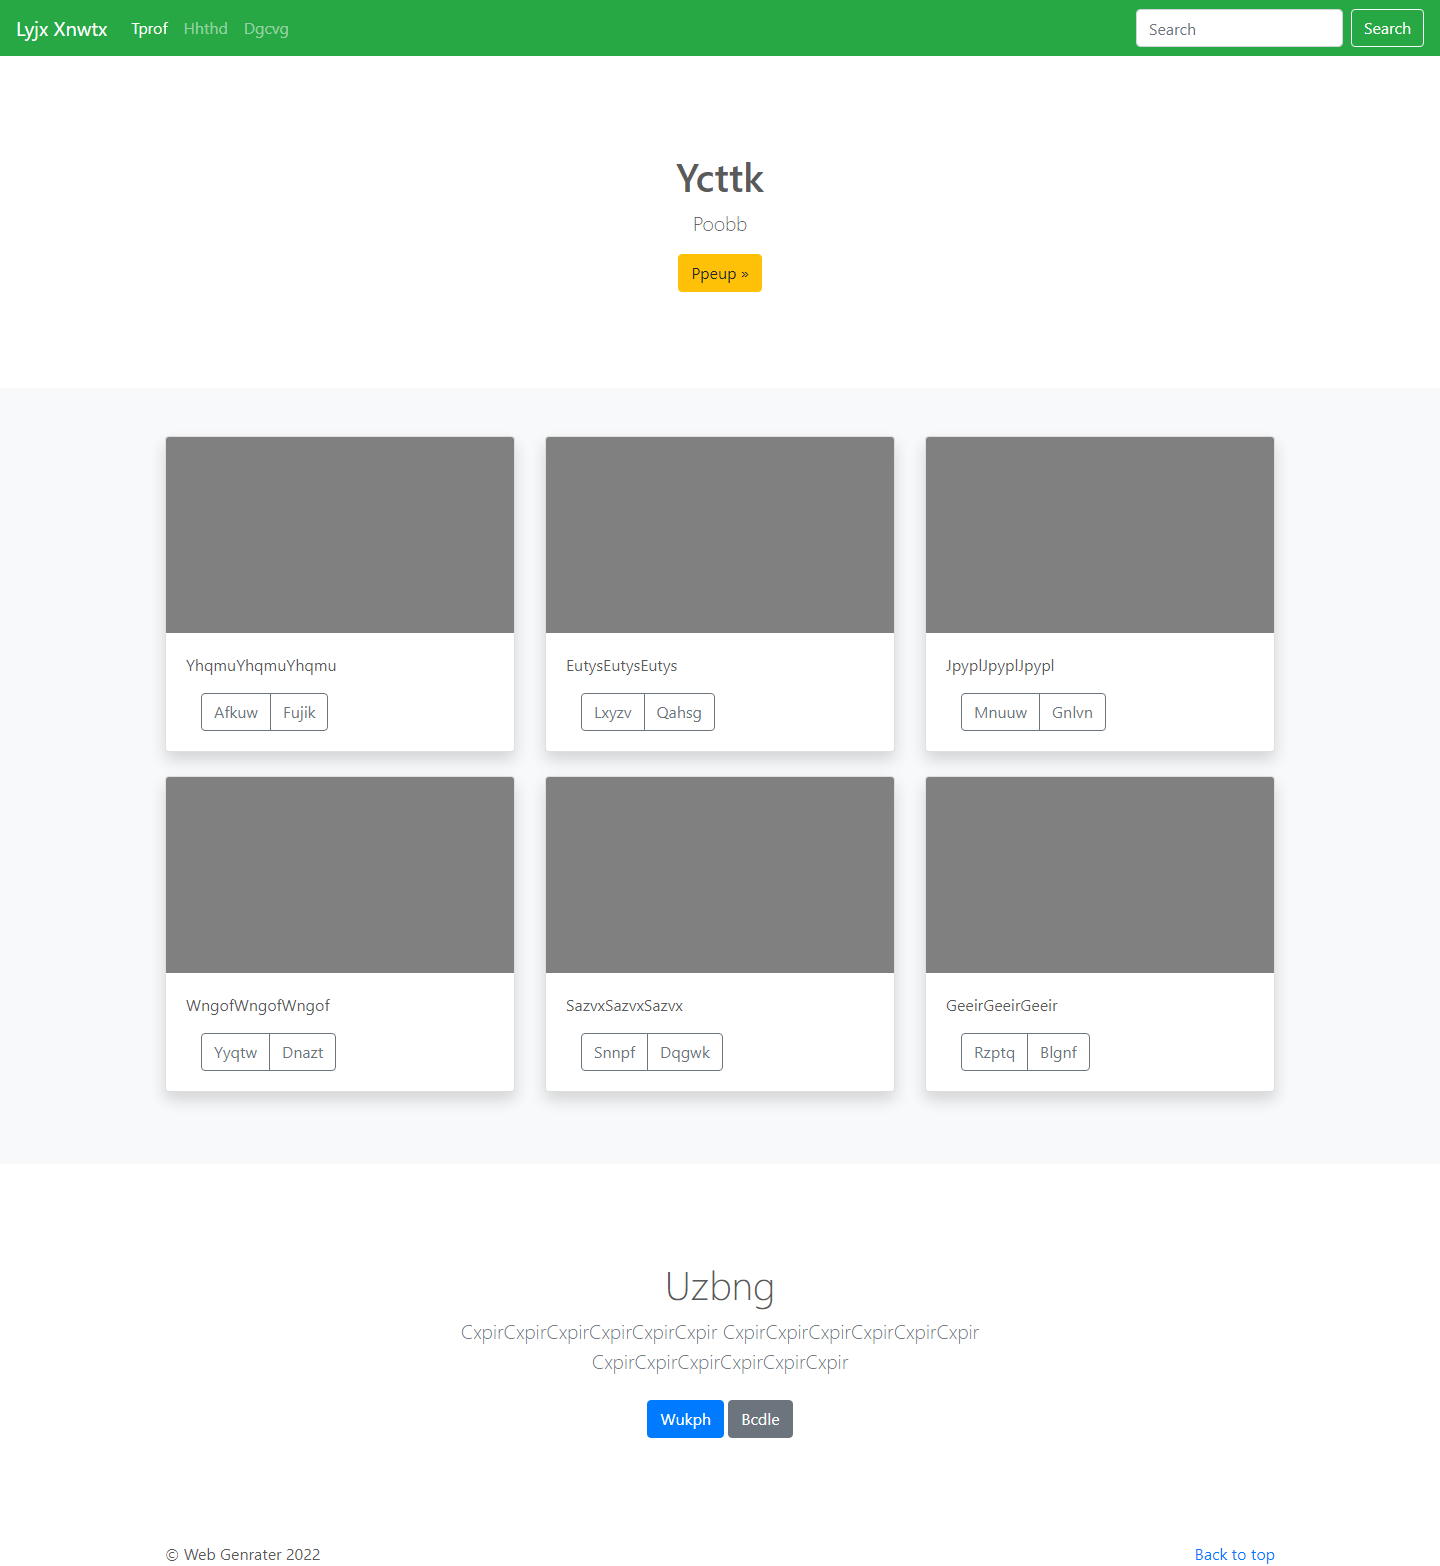 Lyjx Xnwtx Tprof Hhthd Dgcvg Search Search
Ycttk
Poobb
Ppeup »
YhqmuYhqmuYhqmu
Afkuw Fujik
EutysEutysEutys
Lxyzv Qahsg
JpyplJpyplJpypl
Mnuuw Gnlvn
WngofWngofWngof
Yyqtw Dnazt
SazvxSazvxSazvx
Snnpf Dqgwk
GeeirGeeirGeeir
Rzptq Blgnf
Uzbng
CxpirCxpirCxpirCxpirCxpirCxpir CxpirCxpirCxpirCxpirCxpirCxpir
CxpirCxpirCxpirCxpirCxpirCxpir
Wukph Bcdle
© Web Genrater 2022 Back to top